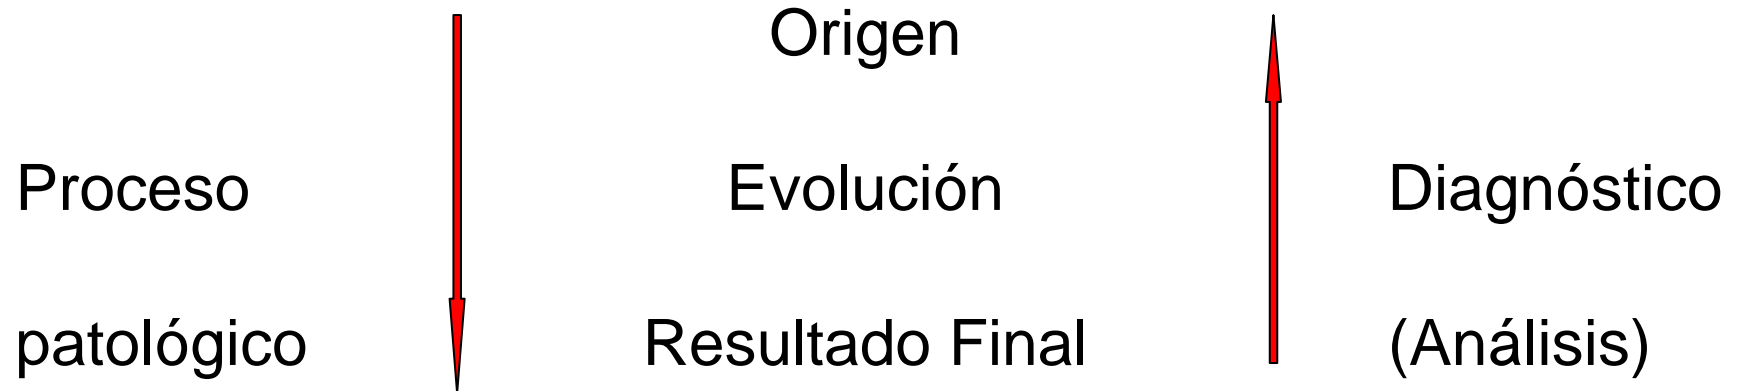 Origen
Proceso Evolución Diagnóstico
patológico Resultado Final (Análisis)